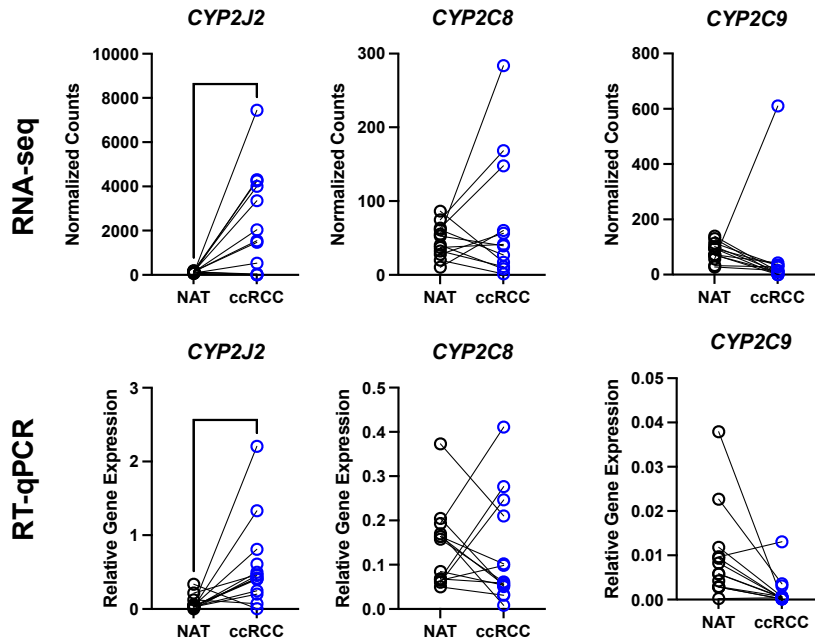 CYP2J2
CYP2C8
CYP2C9
RNA-seq
Normalized Counts
10000
8000
6000
4000
2000
0
NAT ccRCC
Normalized Counts
300
200
100
0
NAT ccRCC
Normalized Counts
800
600
400
200
0
NAT ccRCC
CYP2J2
CYP2C8
CYP2C9
RT-qPCR
Relative Gene Expression
3
2
1
0
NAT ccRCC
Relative Gene Expression
0.5
0.4
0.3
0.2
0.1
0.0
NAT ccRCC
Relative Gene Expression
0.05
0.04
0.03
0.02
0.01
0.00
NAT ccRCC